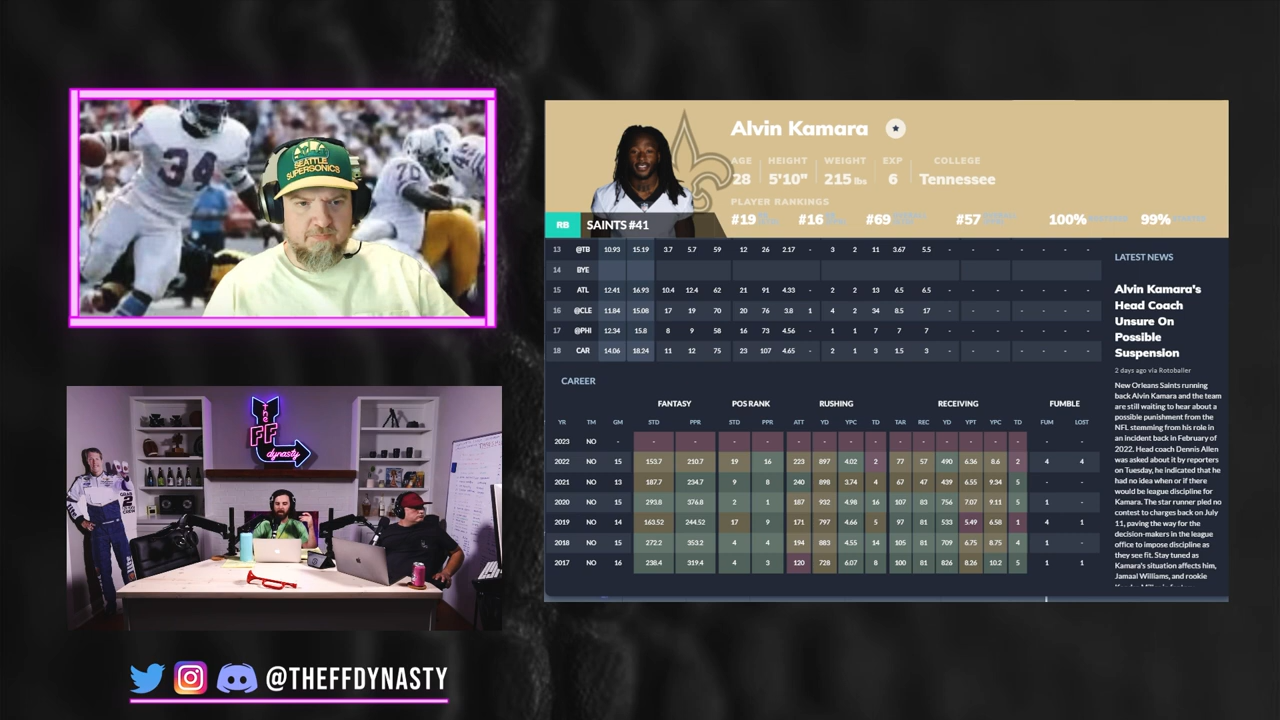 34
SEATTLE
SUPERSONICS
70
The
FF
dynasty
@THEFFDYNASTY
Alvin Kamara
AGE HEIGHT WEIGHT EXP COLLEGE
28 5'10" 215 lbs 6 Tennessee
PLAYER RANKINGS
#19 #16 #69 #57 100% 99%
RB SAINTS #41
13 @TB 10.93 15.19 3.7 5.7 59 12 26 2.17 - 3 2 11 3.67 5.5 - - - - -
14 BYE
15 ATL 12.41 16.93 10.4 12.4 62 21 91 4.33 - 2 2 13 6.5 6.5 - - - - -
16 @CLE 11.84 15.08 17 19 70 20 76 3.8 1 4 2 34 8.5 17 - - - - -
17 @PHI 12.34 15.8 8 9 58 16 73 4.56 - 1 1 7 7 7 - - - - -
18 CAR 14.06 18.24 11 12 75 23 107 4.65 - 2 1 3 1.5 3 - - - - -
CAREER
FANTASY POS RANK RUSHING RECEIVING FUMBLE
YR TM GM STD PPR STD PPR ATT YD YPC TD TAR REC YD YPT YPC TD FUM LOST
2023 NO - - - - - - - - - - - - - - - - -
2022 NO 15 153.7 210.7 19 16 223 897 4.02 2 77 57 490 6.36 8.6 2 4 4
2021 NO 13 187.7 234.7 9 8 240 898 3.74 4 67 47 439 6.55 9.34 5 - -
2020 NO 15 293.8 376.8 2 1 187 932 4.98 16 107 83 756 7.07 9.11 5 1 -
2019 NO 14 163.52 244.52 17 9 171 797 4.66 5 97 81 533 5.49 6.58 1 4 1
2018 NO 15 272.2 353.2 4 4 194 883 4.55 14 105 81 709 6.75 8.75 4 1 -
2017 NO 16 238.4 319.4 4 3 120 728 6.07 8 100 81 826 8.26 10.2 5 1 1
LATEST NEWS
Alvin Kamara's
Head Coach
Unsure On
Possible
Suspension
2 days ago via Rotoballer
New Orleans Saints running
back Alvin Kamara and the team
are still waiting to hear about a
possible punishment from the
NFL stemming from his role in
an incident back in February of
2022. Head coach Dennis Allen
was asked about it by reporters
on Tuesday, he indicated that he
had no idea when or if there
would be league discipline for
Kamara. The star runner pled no
contest to charges back on July
11, paving the way for the
decision-makers in the league
office to impose discipline as
they see fit. Stay tuned as
Kamara's situation affects him,
Jamaal Williams, and rookie